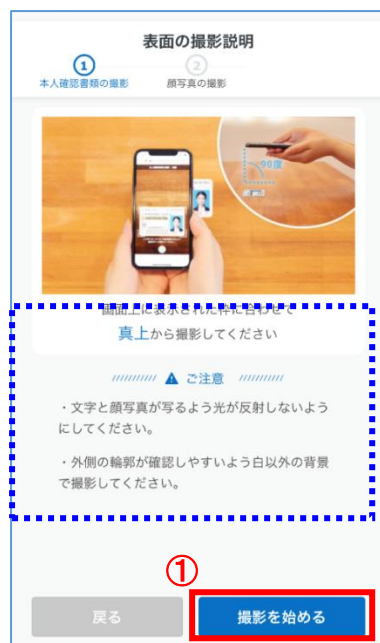 表面の撮影説明
①
②
本人確認書類の撮影
顔写真の撮影
90度
画面上に表示された枠に合わせて
真上から撮影してください
ご注意
・文字と顔写真が写るよう光が反射しないよう
にしてください。
・外側の輪郭が確認しやすいよう白以外の背景
で撮影してください。
①
戻る
撮影を始める